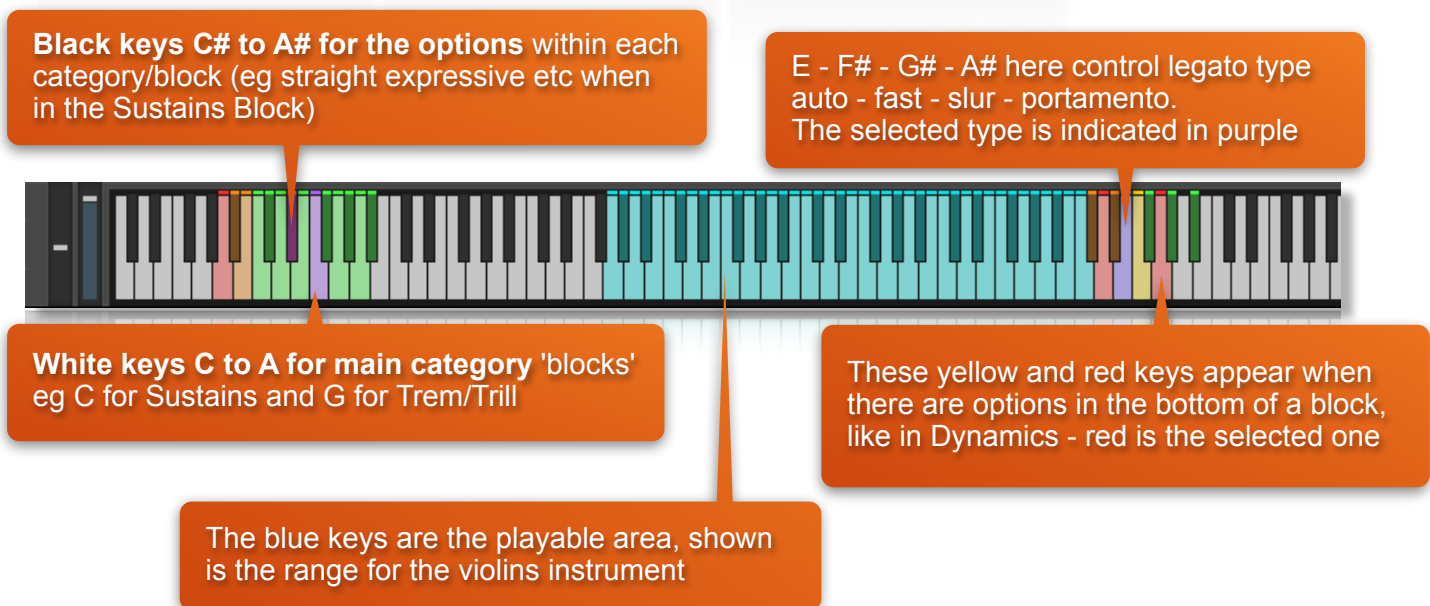 Black keys C# to A# for the options within each
category/block (eg straight expressive etc when
in the Sustains Block)
E - F# - G# - A# here control legato type
auto - fast - slur - portamento.
The selected type is indicated in purple
White keys C to A for main category 'blocks'
eg C for Sustains and G for Trem/Trill
These yellow and red keys appear when
there are options in the bottom of a block,
like in Dynamics - red is the selected one
The blue keys are the playable area, shown
is the range for the violins instrument